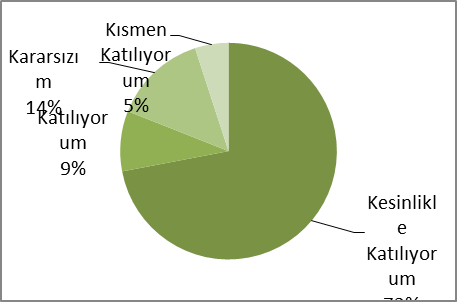 Kısmen
Katılıyor
um
5%
Kararsızı
m
14%
Katılıyor
um
9%
Kesinlikl
e
Katılıyor
um